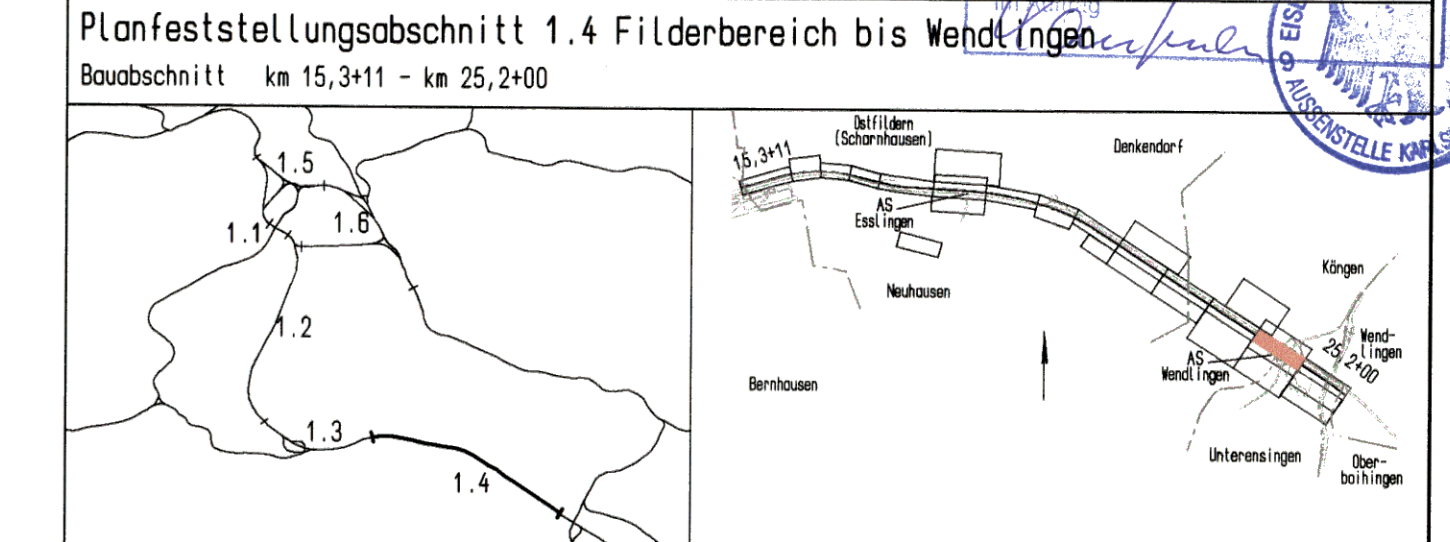 Planfeststellungsabschnitt 1.4 Filderbereich bis Wendlingen
Bauabschnitt km 15,3+11 - km 25,2+00
1.5
1.1
1.6
1.2
1.3
1.4
15,3+11
Ostfildern
(Scharnhausen)
Denkendorf
AS
Esslingen
Neuhausen
Köngen
Wend-
lingen
25,2+00
AS
Wendlingen
Bernhausen
Unterensingen
Ober-
boihingen
AUSSENSTELLE